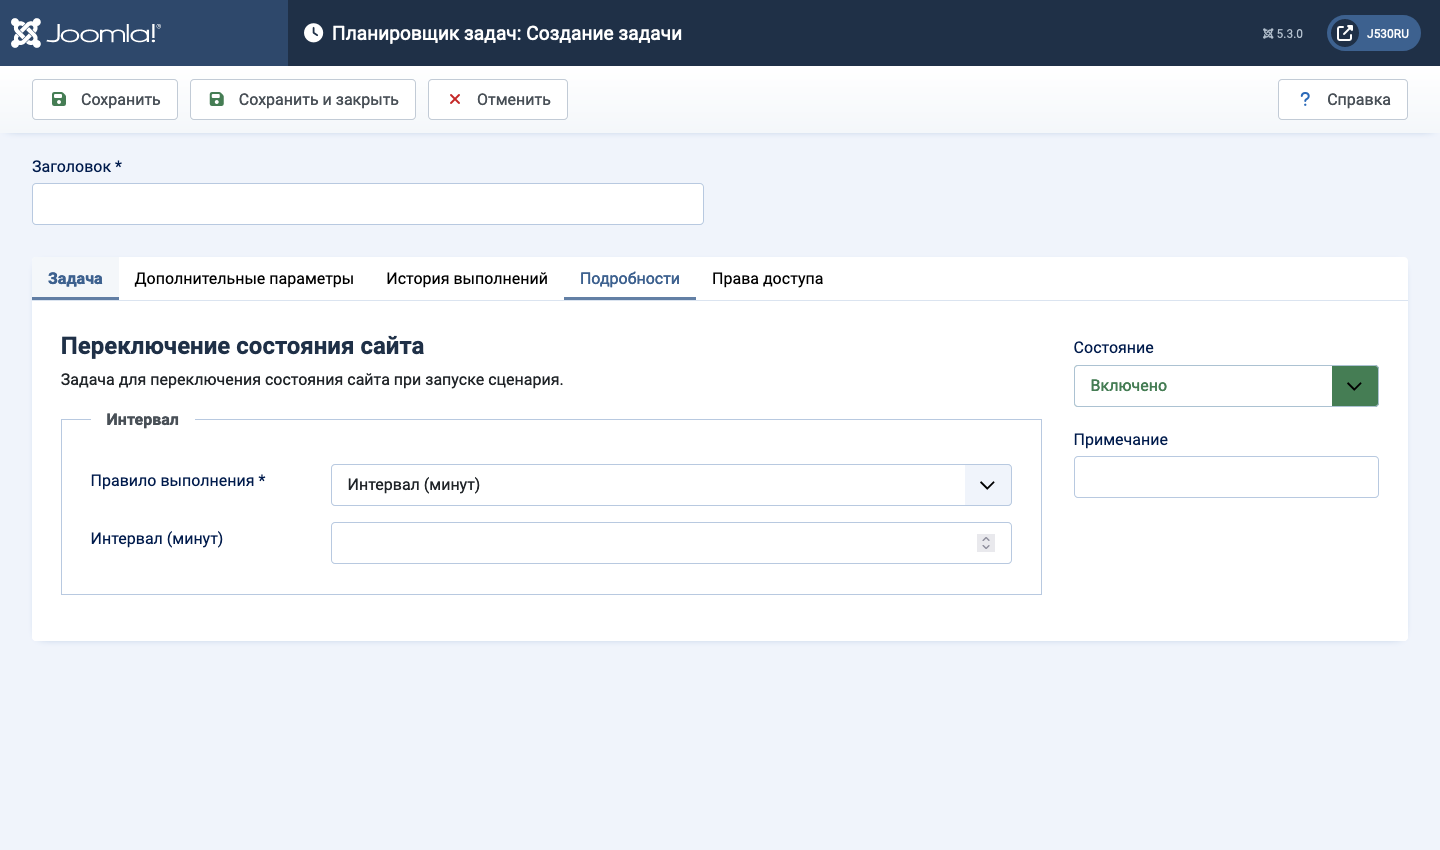 Joomla!®
Планировщик задач: Создание задачи
5.3.0
J530RU
Сохранить
Сохранить и закрыть
Отменить
? Справка
Заголовок *
Задача
Дополнительные параметры
История выполнений
Подробности
Права доступа
Переключение состояния сайта
Задача для переключения состояния сайта при запуске сценария.
Интервал
Правило выполнения *
Интервал (минут)
Интервал (минут)
Состояние
Включено
Примечание